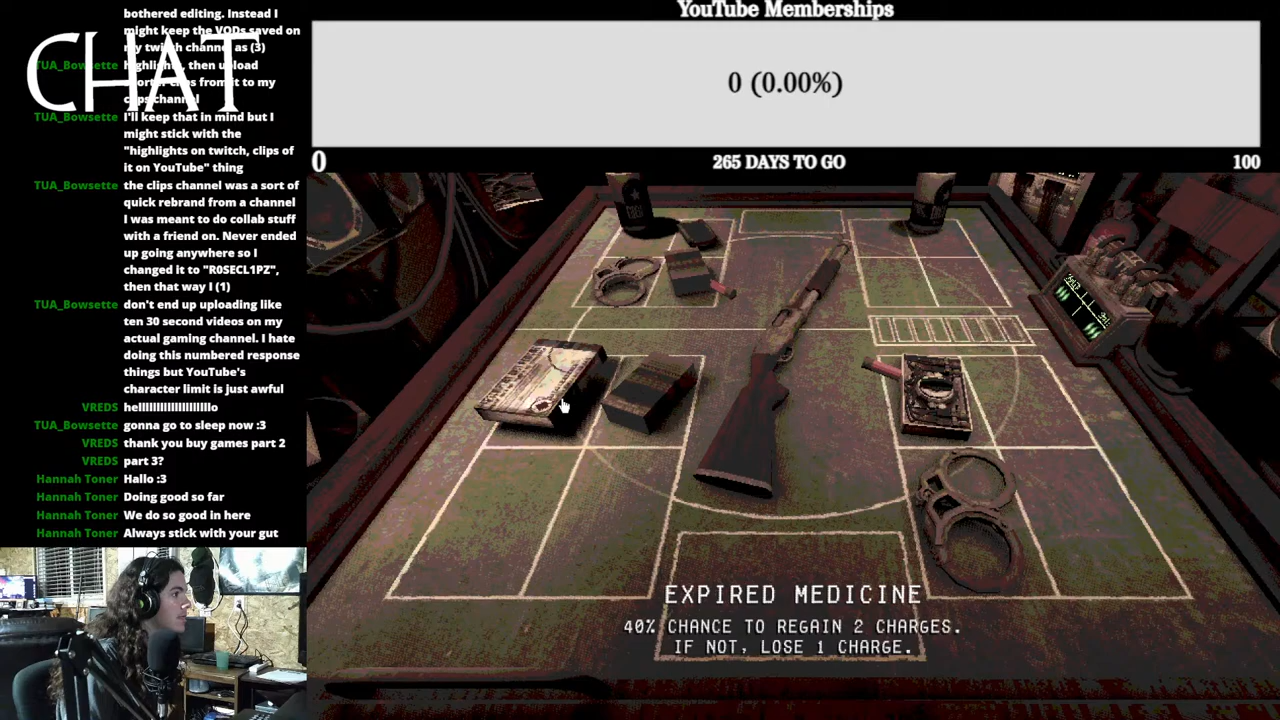 bothered editing. Instead I
might keep the VODs saved on
my twitch channel as (3)
CHAT
TUA_Bowsette highlights, then upload
shorter clips from it to my
clips channel
TUA_Bowsette I'll keep that in mind but I
might stick with the
"highlights on twitch, clips of
it on YouTube" thing
TUA_Bowsette the clips channel was a sort of
quick rebrand from a channel
I was meant to do collab stuff
with a friend on. Never ended
up going anywhere so I
changed it to "R0SECL1PZ",
then that way I (1)
TUA_Bowsette don't end up uploading like
ten 30 second videos on my
actual gaming channel. I hate
doing this numbered response
things but YouTube's
character limit is just awful
VREDS helllllllllllllllllllllo
TUA_Bowsette gonna go to sleep now :3
VREDS thank you buy games part 2
VREDS part 3?
Hannah Toner Hallo :3
Hannah Toner Doing good so far
Hannah Toner We do so good in here
Hannah Toner Always stick with your gut
YouTube Memberships
0 (0.00%)
0 265 DAYS TO GO 100
EXPIRED MEDICINE
40% CHANCE TO REGAIN 2 CHARGES.
IF NOT, LOSE 1 CHARGE.